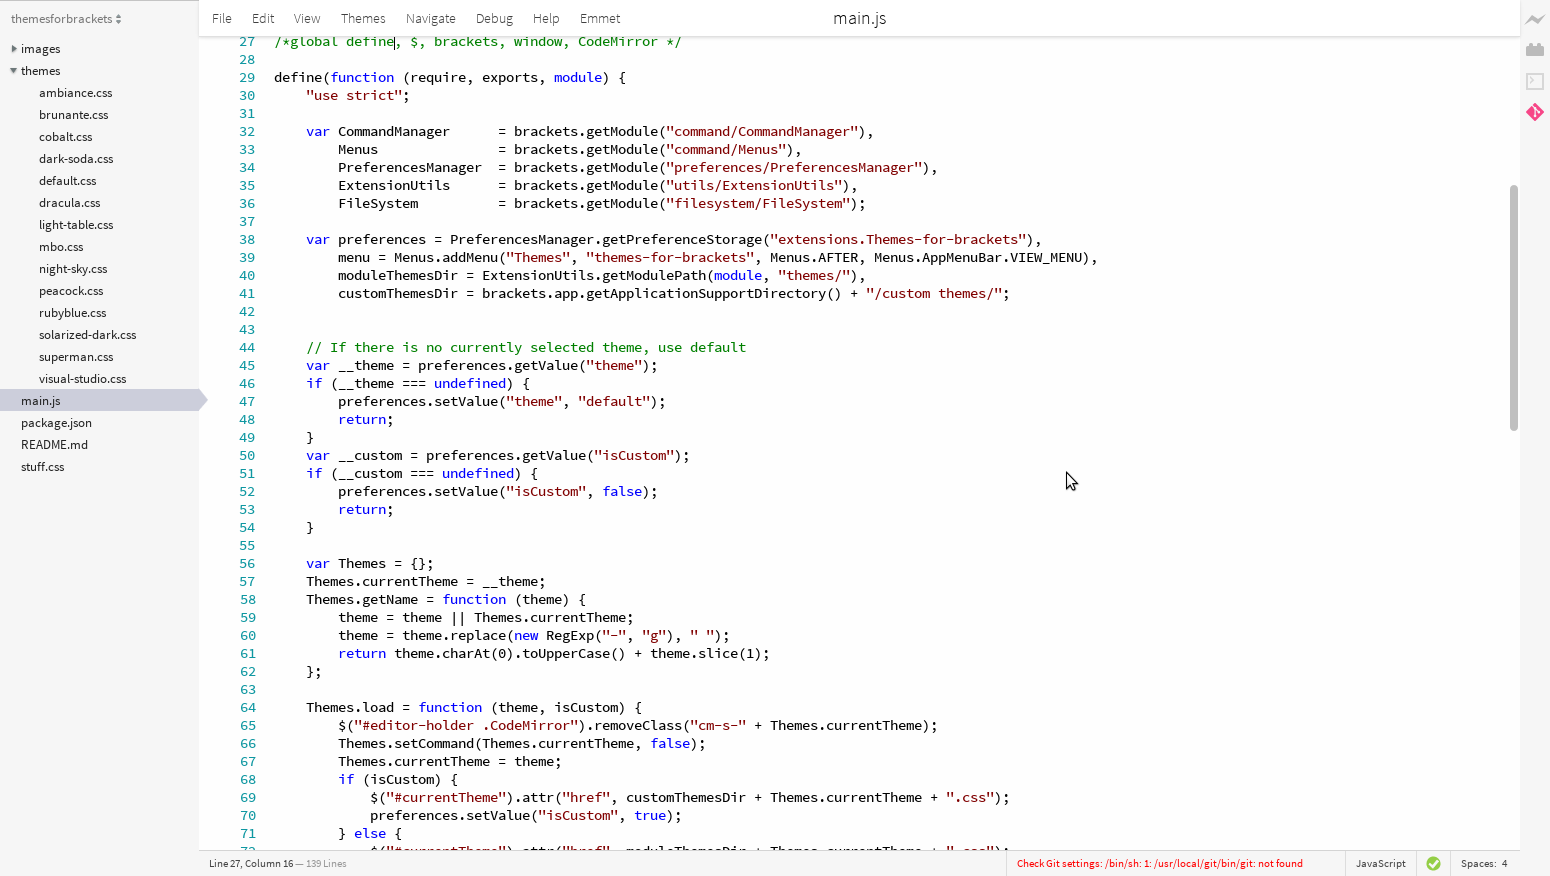 themesforbrackets
images
themes
ambiance.css
brunante.css
cobalt.css
dark-soda.css
default.css
dracula.css
light-table.css
mbo.css
night-sky.css
peacock.css
rubyblue.css
solarized-dark.css
superman.css
visual-studio.css
main.js
package.json
README.md
stuff.css
File Edit View Themes Navigate Debug Help Emmet
main.js
27 /*global define, $, brackets, window, CodeMirror */
28
29 define(function (require, exports, module) {
30     "use strict";
31
32     var CommandManager      = brackets.getModule("command/CommandManager"),
33         Menus               = brackets.getModule("command/Menus"),
34         PreferencesManager  = brackets.getModule("preferences/PreferencesManager"),
35         ExtensionUtils      = brackets.getModule("utils/ExtensionUtils"),
36         FileSystem          = brackets.getModule("filesystem/FileSystem");
37
38     var preferences = PreferencesManager.getPreferenceStorage("extensions.Themes-for-brackets"),
39         menu = Menus.addMenu("Themes", "themes-for-brackets", Menus.AFTER, Menus.AppMenuBar.VIEW_MENU),
40         moduleThemesDir = ExtensionUtils.getModulePath(module, "themes/"),
41         customThemesDir = brackets.app.getApplicationSupportDirectory() + "/custom themes/";
42
43
44     // If there is no currently selected theme, use default
45     var __theme = preferences.getValue("theme");
46     if (__theme === undefined) {
47         preferences.setValue("theme", "default");
48         return;
49     }
50     var __custom = preferences.getValue("isCustom");
51     if (__custom === undefined) {
52         preferences.setValue("isCustom", false);
53         return;
54     }
55
56     var Themes = {};
57     Themes.currentTheme = __theme;
58     Themes.getName = function (theme) {
59         theme = theme || Themes.currentTheme;
60         theme = theme.replace(new RegExp("-", "g"), " ");
61         return theme.charAt(0).toUpperCase() + theme.slice(1);
62     };
63
64     Themes.load = function (theme, isCustom) {
65         $("#editor-holder .CodeMirror").removeClass("cm-s-" + Themes.currentTheme);
66         Themes.setCommand(Themes.currentTheme, false);
67         Themes.currentTheme = theme;
68         if (isCustom) {
69             $("#currentTheme").attr("href", customThemesDir + Themes.currentTheme + ".css");
70             preferences.setValue("isCustom", true);
71         } else {
72             $("#currentTheme").attr("href", moduleThemesDir + Themes.currentTheme + ".css");
Line 27, Column 16 — 139 Lines
Check Git settings: /bin/sh: 1: /usr/local/git/bin/git: not found
JavaScript
Spaces: 4